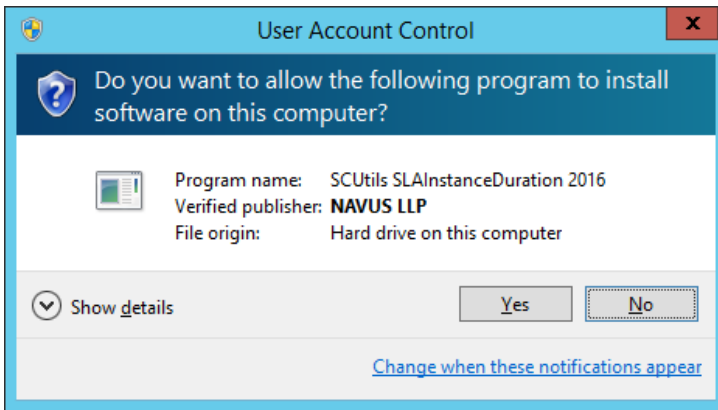 User Account Control
x
Do you want to allow the following program to install
software on this computer?
Program name: SCUtils SLAInstanceDuration 2016
Verified publisher: NAVUS LLP
File origin: Hard drive on this computer
Show details
Yes No
Change when these notifications appear